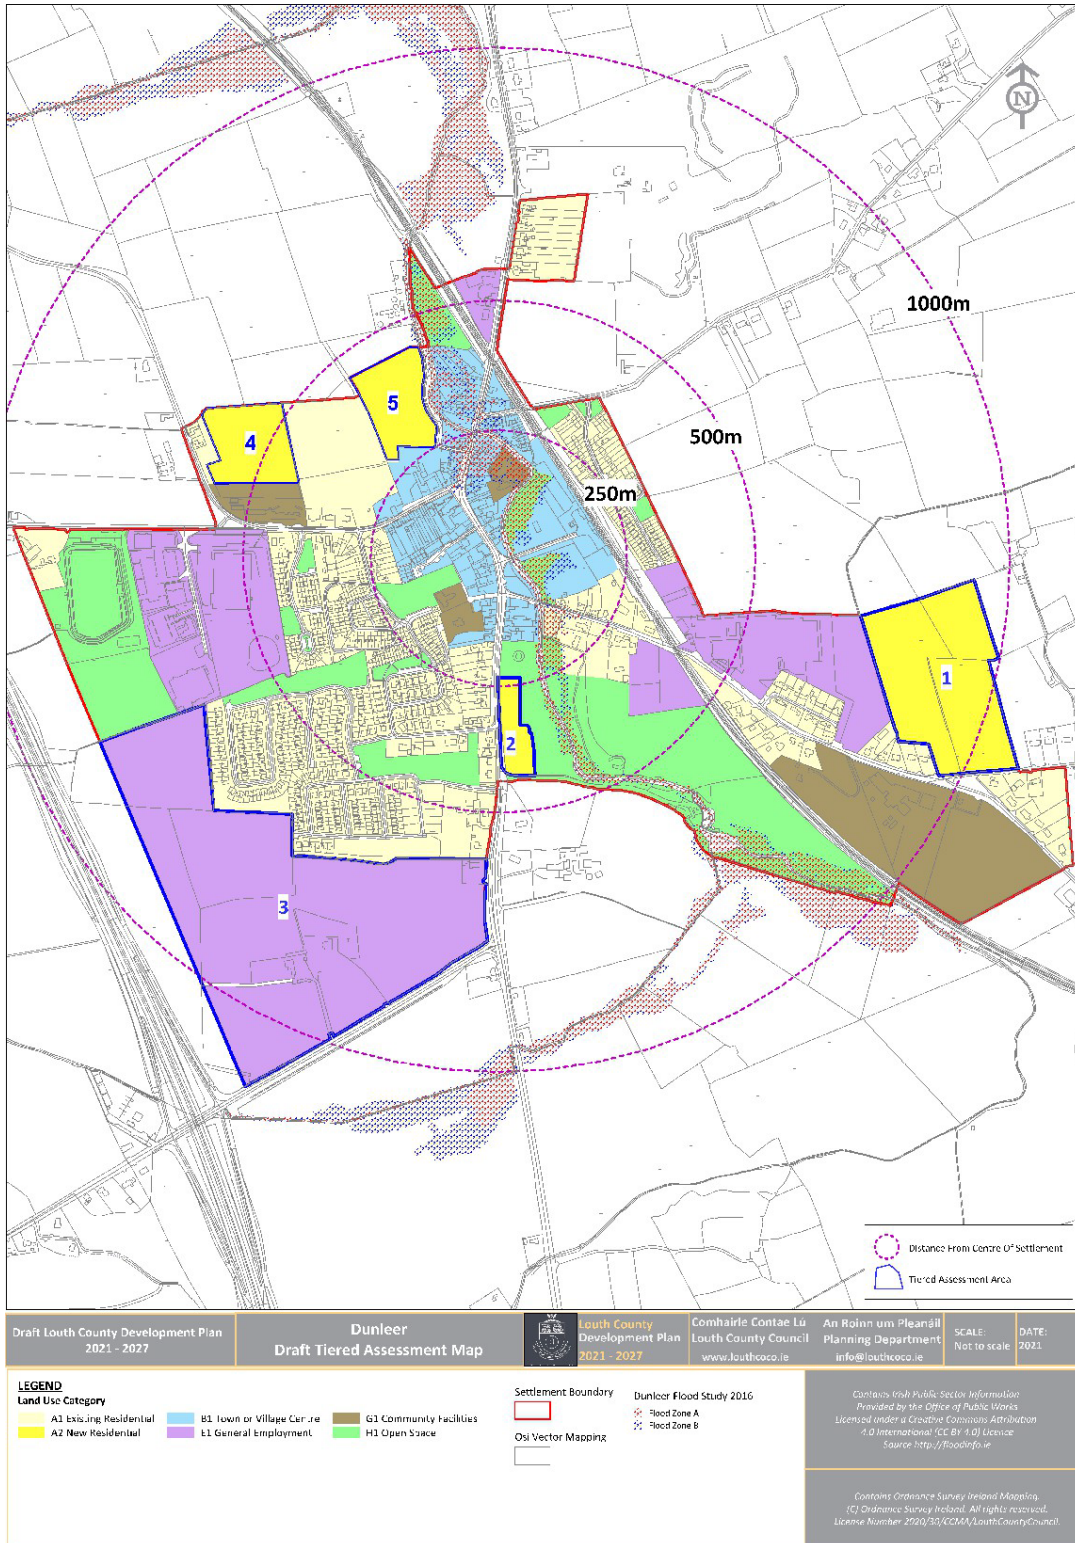 N
1000m
500m
250m
5
4
1
2
3
Distance From Centre Of Settlement
Tiered Assessment Area
Draft Louth County Development Plan
2021 - 2027
Dunleer
Draft Tiered Assessment Map
Louth County
Development Plan
2021 - 2027
Comhairle Contae Lú
Louth County Council
www.louthcoco.ie
An Roinn um Pleanáil
Planning Department
info@louthcoco.ie
SCALE:
Not to scale
DATE:
2021
LEGEND
Land Use Category
A1 Existing Residential
A2 New Residential
B1 Town or Village Centre
E1 General Employment
G1 Community Facilities
H1 Open Space
Settlement Boundary
Osi Vector Mapping
Dunleer Flood Study 2016
Flood Zone A
Flood Zone B
Contains Irish Public Sector Information
Provided by the Office of Public Works
Licensed under a Creative Commons Attribution
4.0 International (CC BY 4.0) Licence
Source http://floodinfo.ie
Contains Ordnance Survey Ireland Mapping.
(C) Ordnance Survey Ireland. All rights reserved.
License Number 2020/30/CCMA/LouthCountyCouncil.